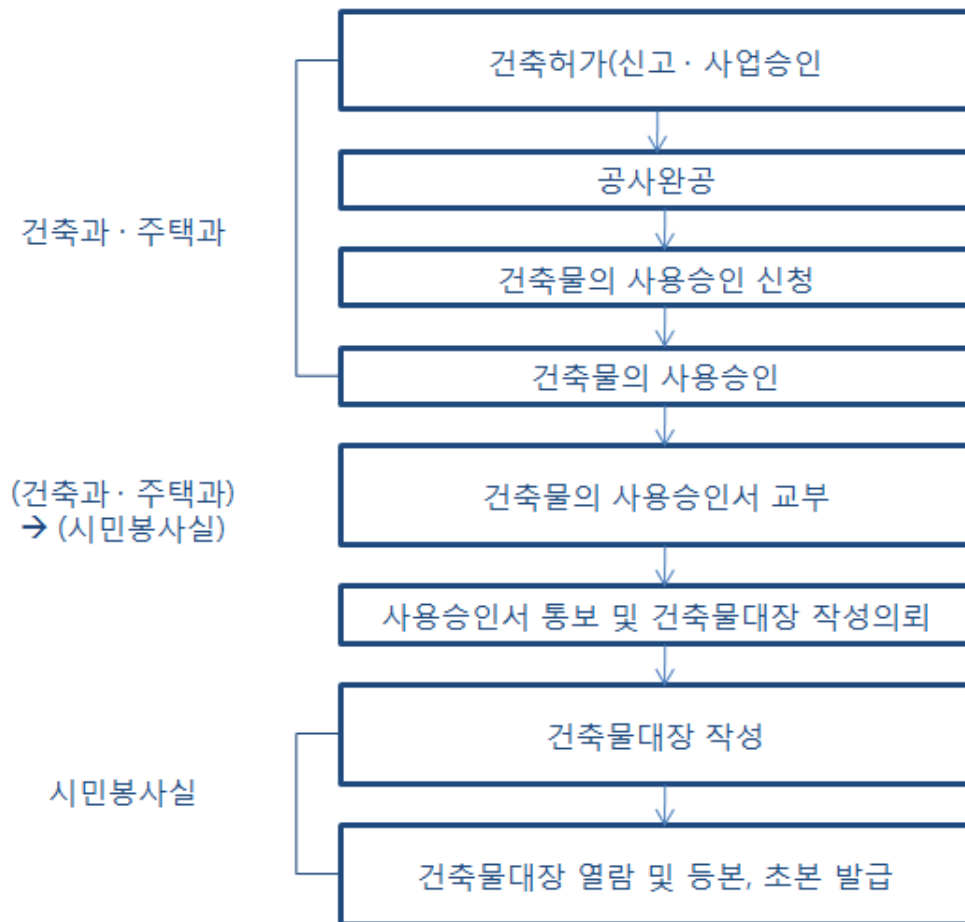 건축허가(신고 · 사업승인
공사완공
건축과 · 주택과
건축물의 사용승인 신청
건축물의 사용승인
(건축과 · 주택과)
→ (시민봉사실)
건축물의 사용승인서 교부
사용승인서 통보 및 건축물대장 작성의뢰
건축물대장 작성
시민봉사실
건축물대장 열람 및 등본, 초본 발급